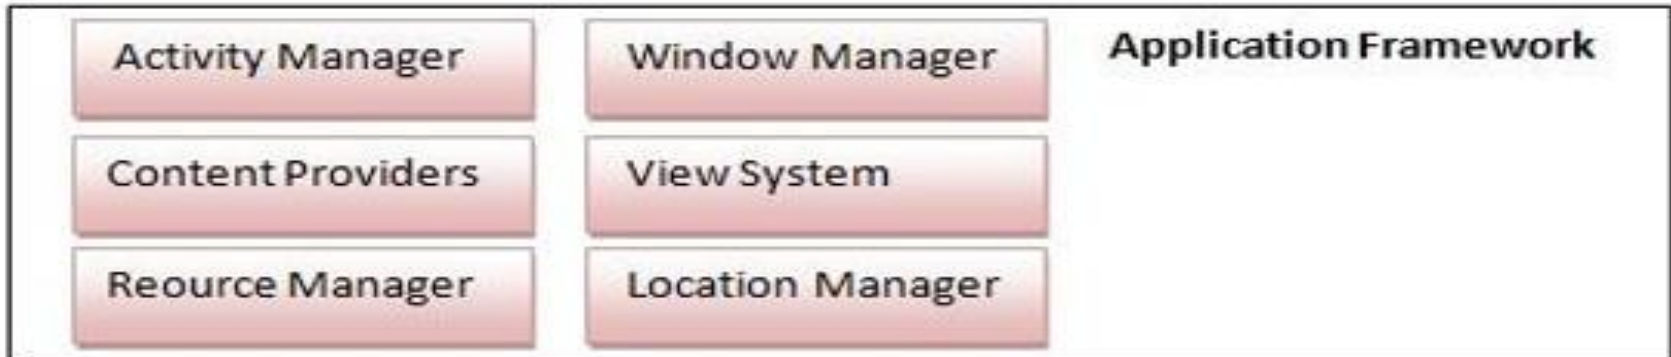 Activity Manager
Window Manager
Application Framework
Content Providers
View System
Reource Manager
Location Manager